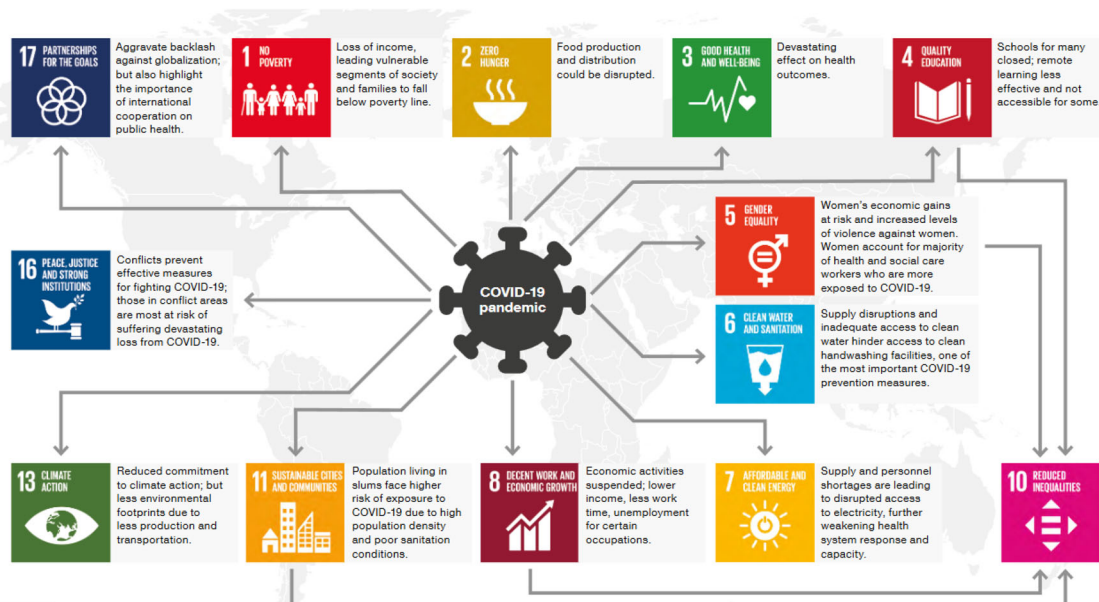 17 PARTNERSHIPS
FOR THE GOALS
Aggravate backlash
against globalization;
but also highlight
the importance
of international
cooperation on
public health.
1 NO
POVERTY
Loss of income,
leading vulnerable
segments of society
and families to fall
below poverty line.
2 ZERO
HUNGER
Food production
and distribution
could be disrupted.
3 GOOD HEALTH
AND WELL-BEING
Devastating
effect on health
outcomes.
4 QUALITY
EDUCATION
Schools for many
closed; remote
learning less
effective and not
accessible for some
16 PEACE, JUSTICE
AND STRONG
INSTITUTIONS
Conflicts prevent
effective measures
for fighting COVID-19;
those in conflict areas
are most at risk of
suffering devastating
loss from COVID-19.
COVID-19
pandemic
5 GENDER
EQUALITY
Women's economic gains
at risk and increased levels
of violence against women.
Women account for majority
of health and social care
workers who are more
exposed to COVID-19.
6 CLEAN WATER
AND SANITATION
Supply disruptions and
inadequate access to clean
water hinder access to clean
handwashing facilities, one of
the most important COVID-19
prevention measures.
13 CLIMATE
ACTION
Reduced commitment
to climate action; but
less environmental
footprints due to
less production and
transportation.
11 SUSTAINABLE CITIES
AND COMMUNITIES
Population living in
slums face higher
risk of exposure to
COVID-19 due to high
population density
and poor sanitation
conditions.
8 DECENT WORK AND
ECONOMIC GROWTH
Economic activities
suspended; lower
income, less work
time, unemployment
for certain
occupations.
7 AFFORDABLE AND
CLEAN ENERGY
Supply and personnel
shortages are leading
to disrupted access
to electricity, further
weakening health
system response and
capacity.
10 REDUCED
INEQUALITIES